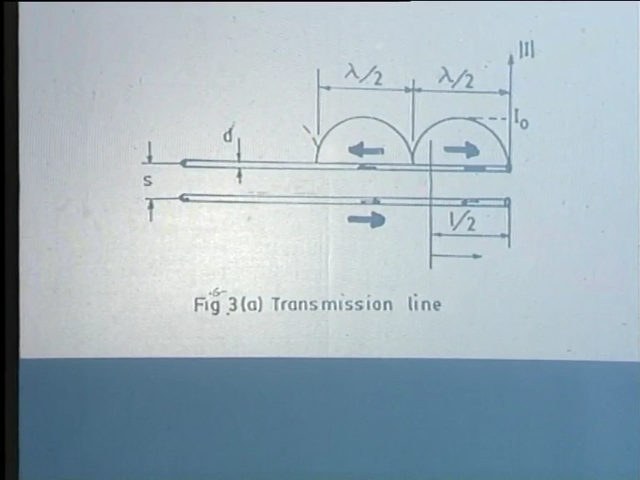 |I|
λ/2 λ/2
I₀
d
s
l/2
Fig 3(a) Transmission line